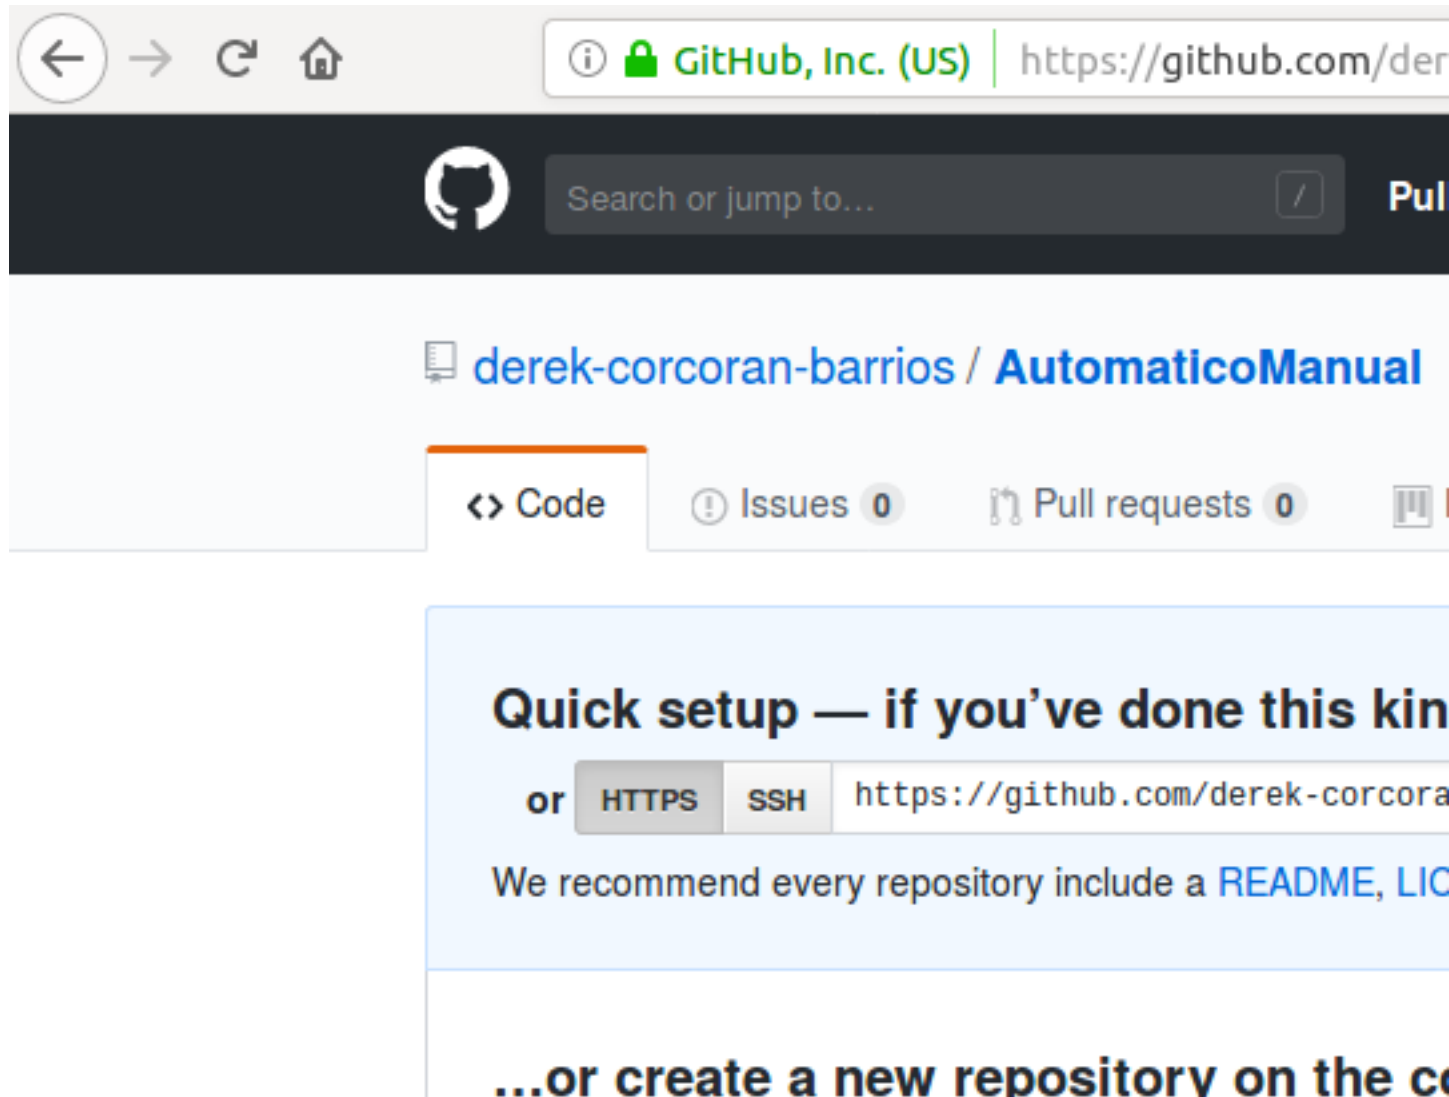 GitHub, Inc. (US) https://github.com/der
Search or jump to... / Pul
derek-corcoran-barrios / AutomaticoManual
<> Code Issues 0 Pull requests 0
Quick setup — if you’ve done this kin
or HTTPS SSH https://github.com/derek-corcora
We recommend every repository include a README, LIC
...or create a new repository on the co